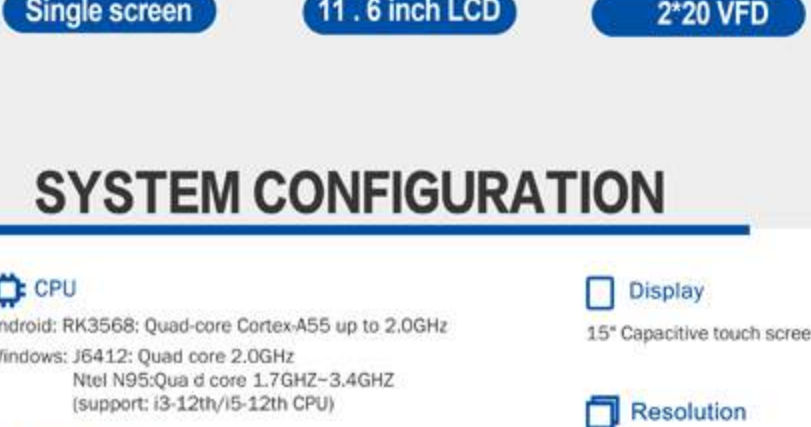 Single screen
11 . 6 inch LCD
2*20 VFD
SYSTEM CONFIGURATION
CPU
ndroid: RK3568: Quad-core Cortex-A55 up to 2.0GHz
Windows: J6412: Quad core 2.0GHz
Ntel N95:Qua d core 1.7GHZ~3.4GHZ
(support: i3-12th/i5-12th CPU)
Display
15" Capacitive touch scree
Resolution